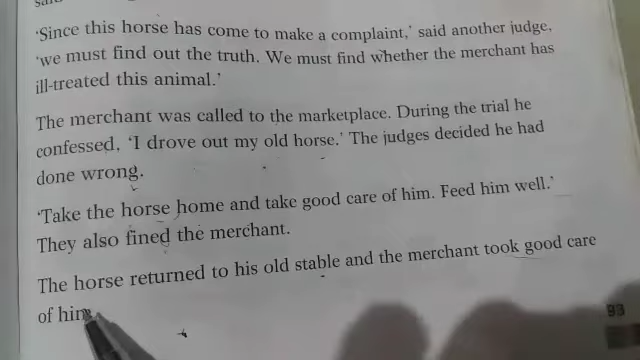 said
'Since this horse has come to make a complaint,' said another judge,
'we must find out the truth. We must find whether the merchant has
ill-treated this animal.'
The merchant was called to the marketplace. During the trial he
confessed, 'I drove out my old horse.' The judges decided he had
done wrong.
'Take the horse home and take good care of him. Feed him well.'
They also fined the merchant.
The horse returned to his old stable and the merchant took good care
of him
93